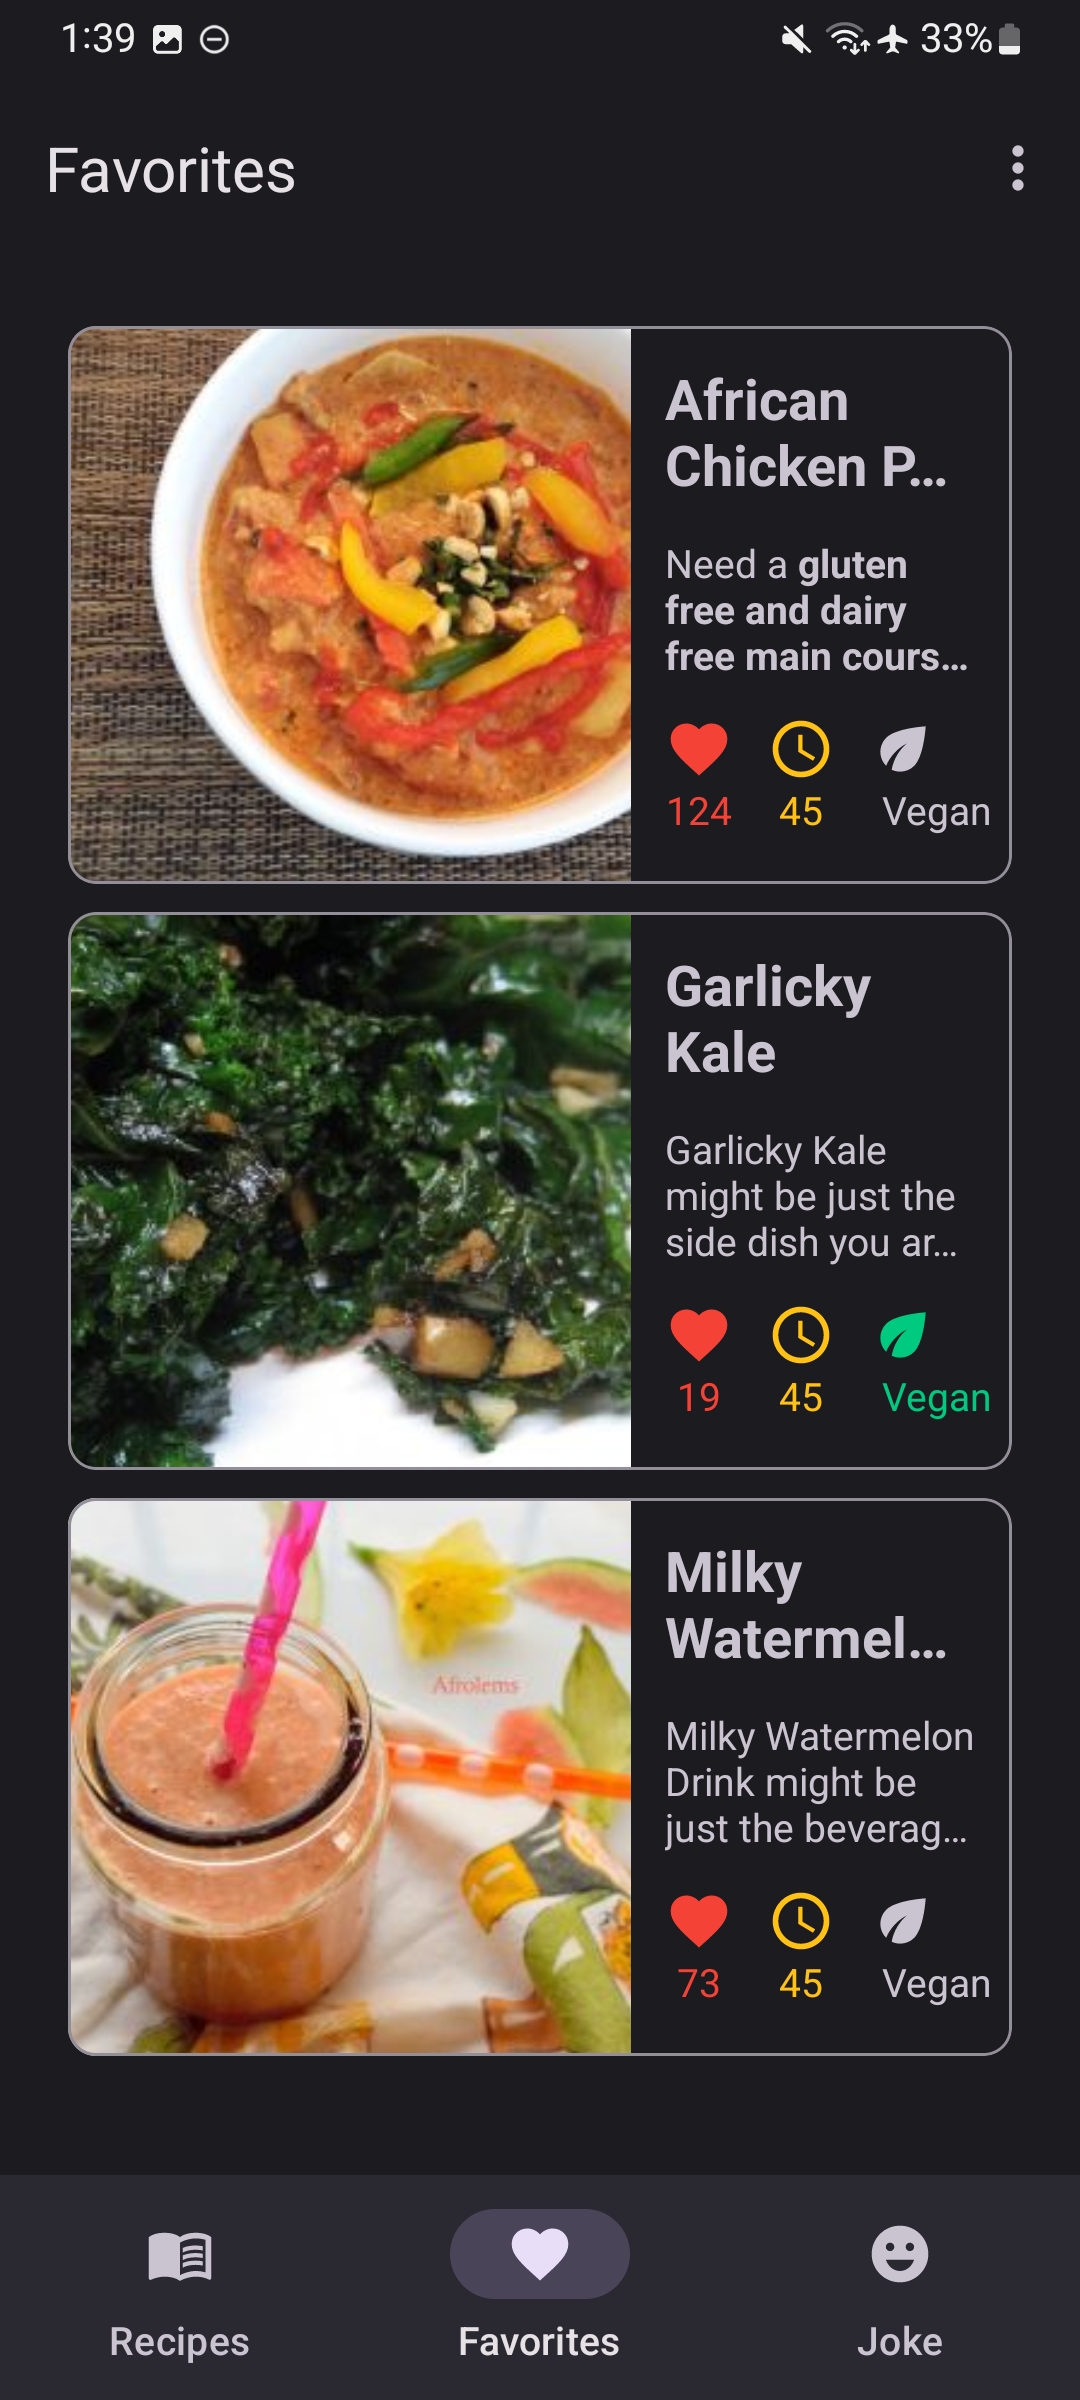 1:39
33%
Favorites
African
Chicken P...
Need a gluten
free and dairy
free main cours...
124
45
Vegan
Garlicky
Kale
Garlicky Kale
might be just the
side dish you ar...
19
45
Vegan
Afrolems
Milky
Watermel...
Milky Watermelon
Drink might be
just the beverag...
73
45
Vegan
Recipes
Favorites
Joke